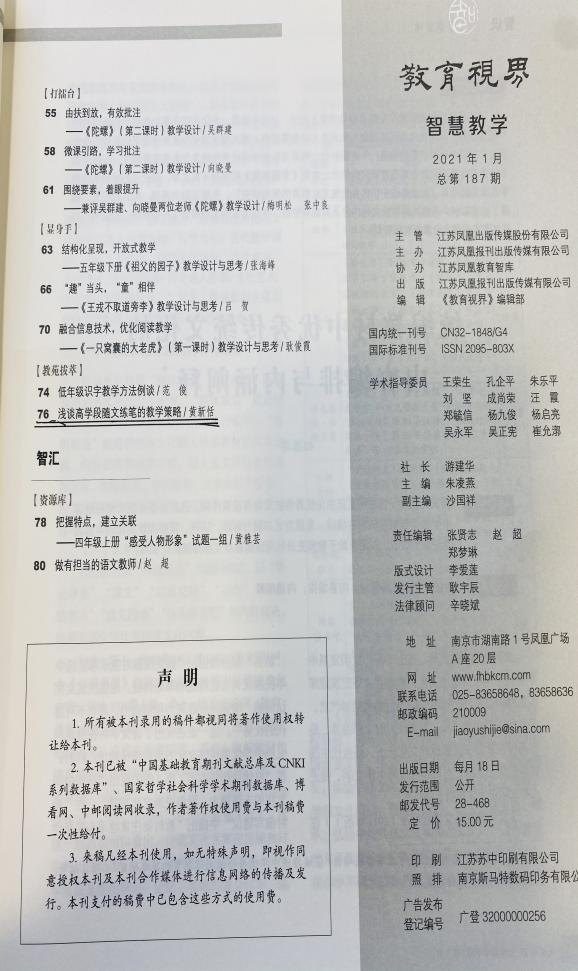 【打擂台】
55 由扶到放，有效批注
——《陀螺》（第二课时）教学设计/吴群建
58 微课引路，学习批注
——《陀螺》（第二课时）教学设计/向晓曼
61 围绕要素，着眼提升
——兼评吴群建、向晓曼两位老师《陀螺》教学设计/梅明松 张中良
【显身手】
63 结构化呈现，开放式教学
——五年级下册《祖父的园子》教学设计与思考/张海峰
66 “趣”当头，“童”相伴
——《王戎不取道旁李》教学设计与思考/吕 贺
70 融合信息技术，优化阅读教学
——《一只窝囊的大老虎》（第一课时）教学设计与思考/耿俊霞
【教苑拔萃】
74 低年级识字教学方法例谈/范 俊
76 浅谈高学段随文练笔的教学策略/黄新恬
智汇
【资源库】
78 把握特点，建立关联
——四年级上册“感受人物形象”试题一组/黄雅芸
80 做有担当的语文教师/赵 超
声 明
1. 所有被本刊录用的稿件都视同将著作使用权转
让给本刊。
2. 本刊已被“中国基础教育期刊文献总库及 CNKI
系列数据库”、国家哲学社会科学学术期刊数据库、博
看网、中邮阅读网收录，作者著作权使用费与本刊稿费
一次性给付。
3. 来稿凡经本刊使用，如无特殊声明，即视作同
意授权本刊及本刊合作媒体进行信息网络的传播及发
行。本刊支付的稿费中已包含这些方式的使用费。
教育視界
智慧教学
2021 年 1 月
总第 187 期
主 管 江苏凤凰出版传媒股份有限公司
主 办 江苏凤凰报刊出版传媒有限公司
协 办 江苏凤凰教育智库
出 版 江苏凤凰报刊出版传媒有限公司
编 辑 《教育视界》编辑部
国内统一刊号 CN32-1848/G4
国际标准刊号 ISSN 2095-803X
学术指导委员 王荣生 孔企平 朱乐平
刘 坚 成尚荣 汪 霞
郑毓信 杨九俊 杨启亮
吴永军 吴正宪 崔允漷
社 长 游建华
主 编 朱凌燕
副主编 沙国祥
责任编辑 张贤志 赵 超
郑梦琳
版式设计 李爱莲
发行主管 耿宇辰
法律顾问 辛晓斌
地 址 南京市湖南路 1 号凤凰广场
A 座 20 层
网 址 www.fhbkcm.com
联系电话 025-83658648，83658636
邮政编码 210009
E-mail jiaoyushijie@sina.com
出版日期 每月 18 日
发行范围 公开
邮发代号 28-468
定 价 15.00 元
印 刷 江苏苏中印刷有限公司
照 排 南京斯马特数码印务有限公
广告发布
登记编号 广登 32000000256